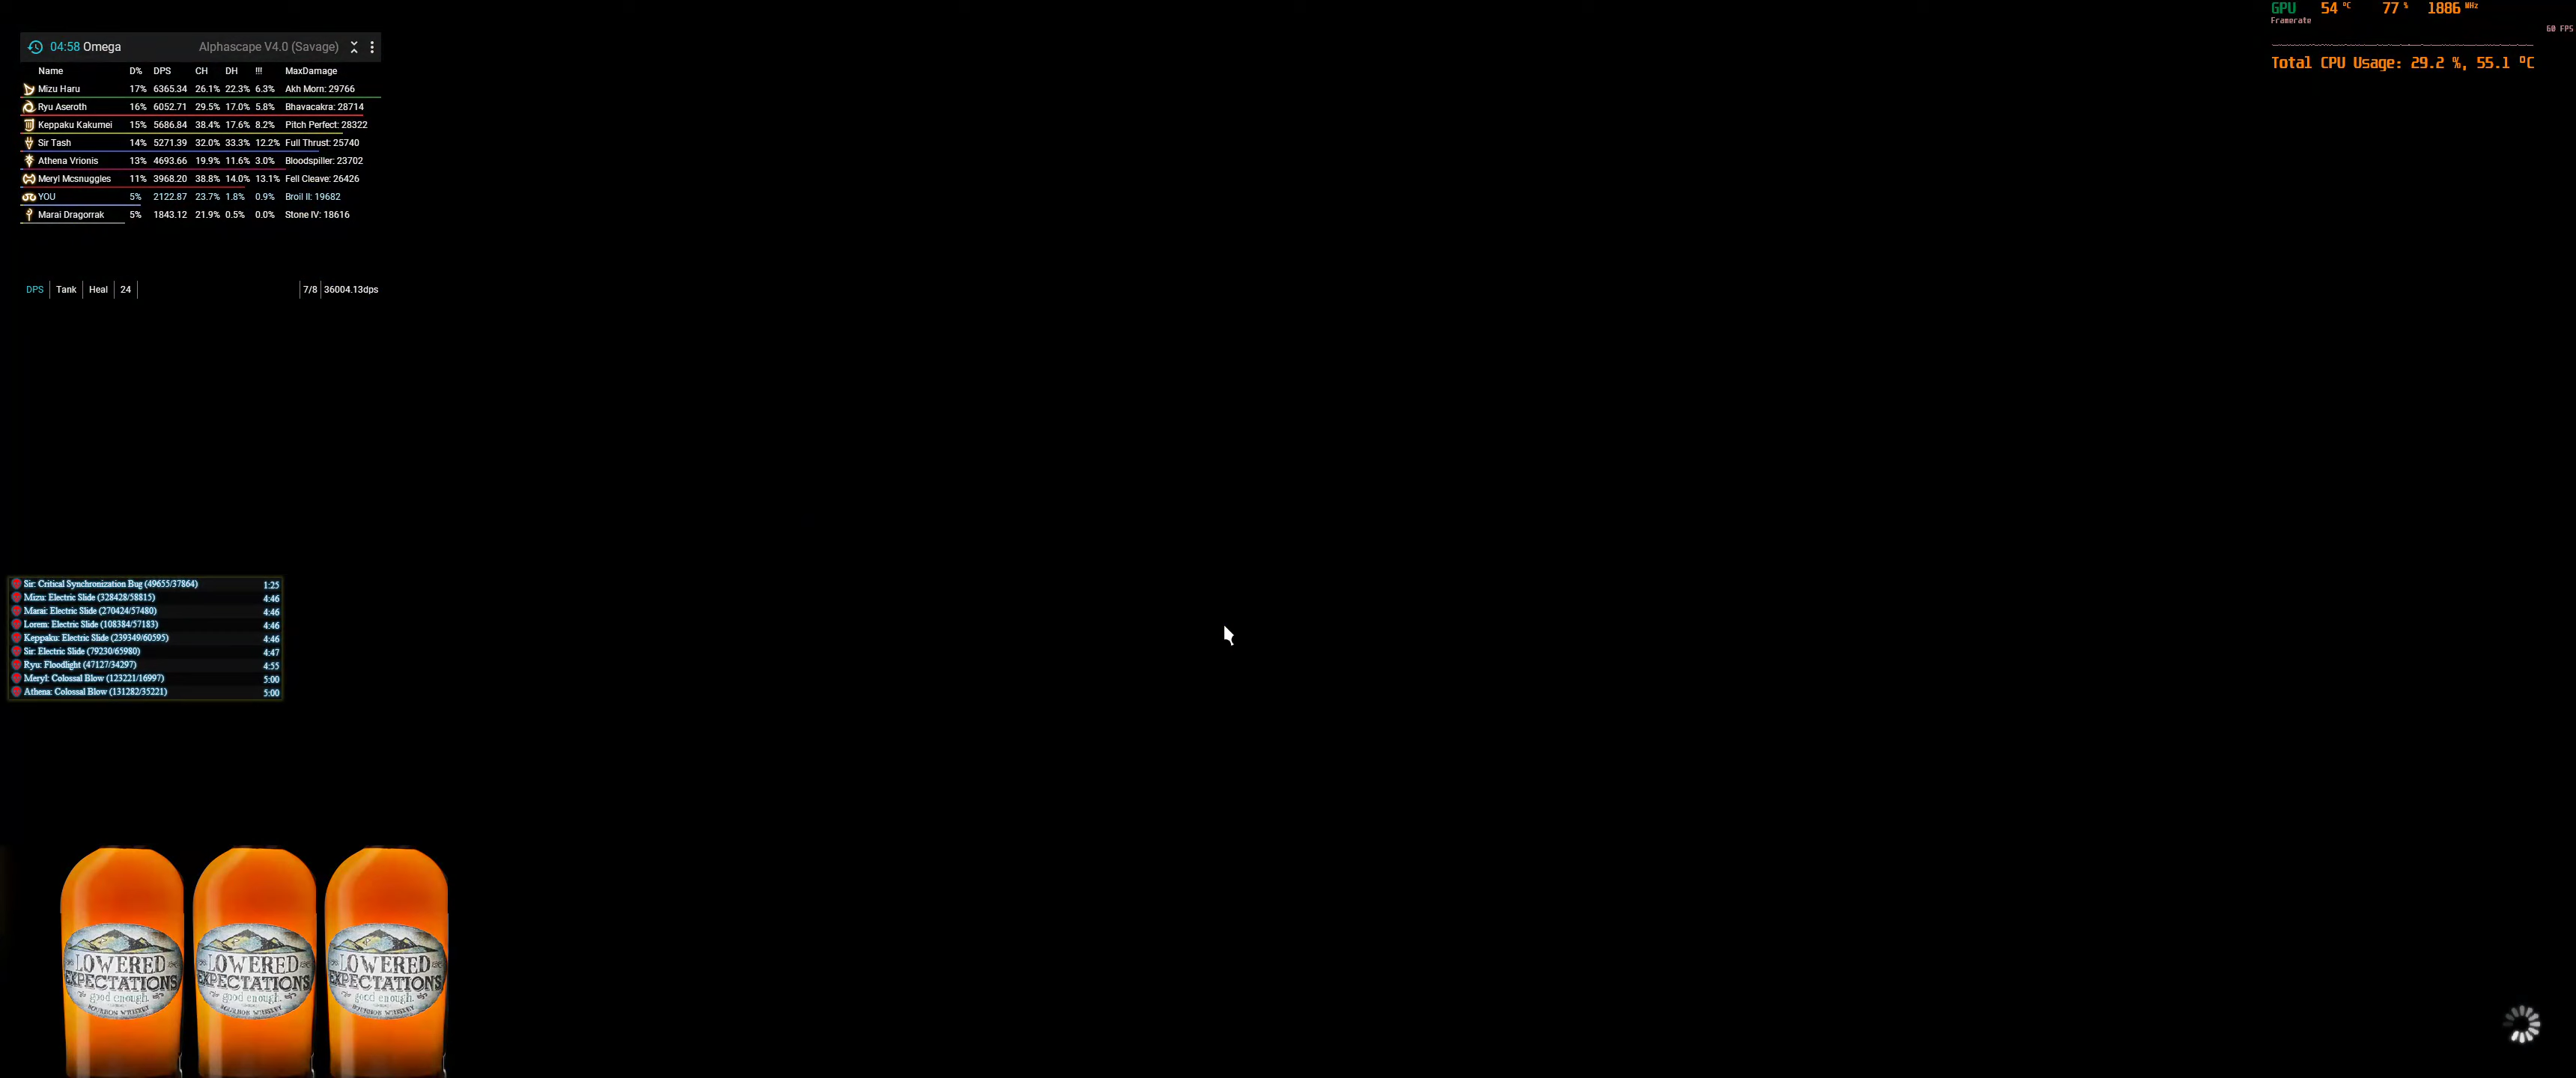 GPU 54 °C 77 % 1886 MHz
Framerate
60 FPS
Total CPU Usage: 29.2 %, 55.1 °C
04:58 Omega Alphascape V4.0 (Savage)
Name D% DPS CH DH !!! MaxDamage
Mizu Haru 17% 6365.34 26.1% 22.3% 6.3% Akh Morn: 29766
Ryu Aseroth 16% 6052.71 29.5% 17.0% 5.8% Bhavacakra: 28714
Keppaku Kakumei 15% 5686.84 38.4% 17.6% 8.2% Pitch Perfect: 28322
Sir Tash 14% 5271.39 32.0% 33.3% 12.2% Full Thrust: 25740
Athena Vrionis 13% 4693.66 19.9% 11.6% 3.0% Bloodspiller: 23702
Meryl Mcsnuggles 11% 3968.20 38.8% 14.0% 13.1% Fell Cleave: 26426
YOU 5% 2122.87 23.7% 1.8% 0.9% Broil II: 19682
Marai Dragorrak 5% 1843.12 21.9% 0.5% 0.0% Stone IV: 18616
DPS Tank Heal 24 7/8 36004.13dps
Sir: Critical Synchronization Bug (49655/37864) 1:25
Mizu: Electric Slide (328428/58815) 4:46
Marai: Electric Slide (270424/57480) 4:46
Lorem: Electric Slide (108384/57183) 4:46
Keppaku: Electric Slide (239349/60595) 4:46
Sir: Electric Slide (79230/65980) 4:47
Ryu: Floodlight (47127/34297) 4:55
Meryl: Colossal Blow (123221/16997) 5:00
Athena: Colossal Blow (131282/35221) 5:00
LOWERED LOWERED LOWERED
EXPECTATIONS EXPECTATIONS EXPECTATIONS
good enough. good enough. good enough.
BOURBON WHISKEY BOURBON WHISKEY BOURBON WHISKEY